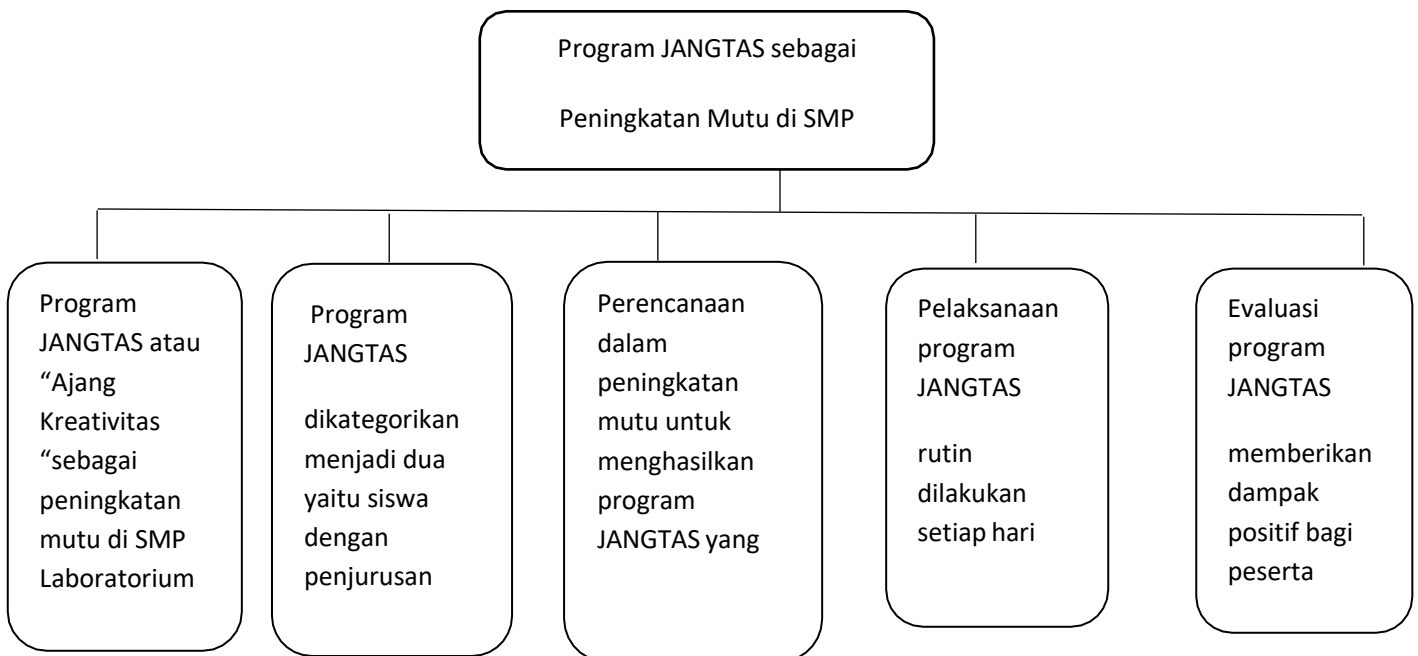 Program JANGTAS sebagai
Peningkatan Mutu di SMP
Program
JANGTAS atau
“Ajang
Kreativitas
“sebagai
peningkatan
mutu di SMP
Laboratorium
Program
JANGTAS
dikategorikan
menjadi dua
yaitu siswa
dengan
penjurusan
Perencanaan
dalam
peningkatan
mutu untuk
menghasilkan
program
JANGTAS yang
Pelaksanaan
program
JANGTAS
rutin
dilakukan
setiap hari
Evaluasi
program
JANGTAS
memberikan
dampak
positif bagi
peserta